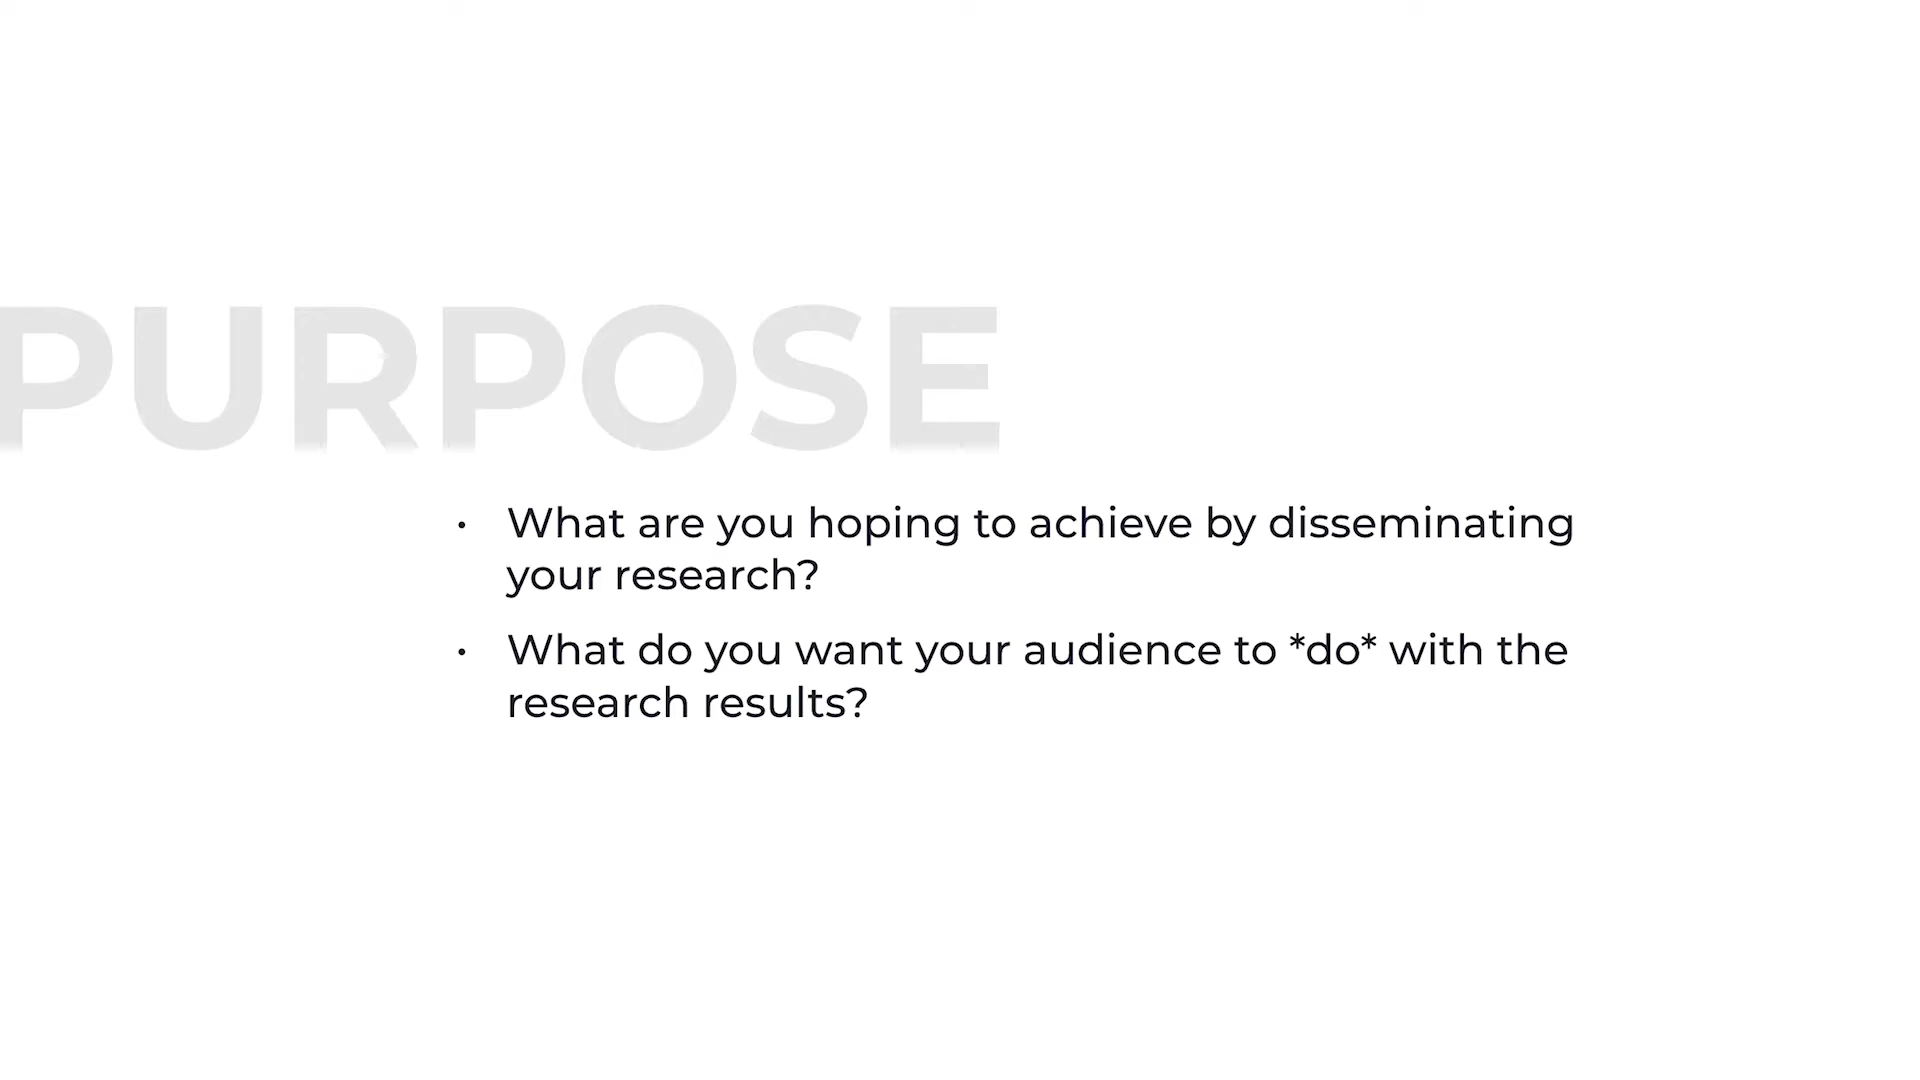 PURPOSE
• What are you hoping to achieve by disseminating
your research?
• What do you want your audience to *do* with the
research results?